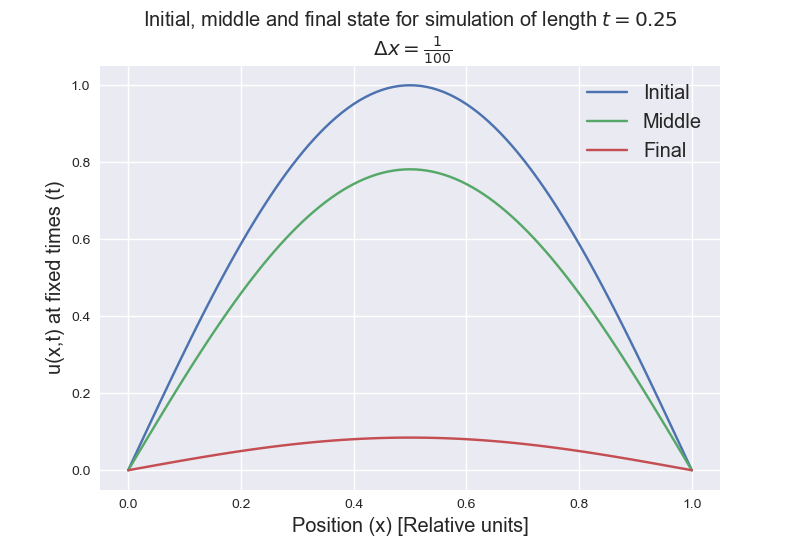 Initial, middle and final state for simulation of length t = 0.25
Δx = 1/100
1.0
0.8
0.6
0.4
0.2
0.0
u(x,t) at fixed times (t)
Initial
Middle
Final
0.0 0.2 0.4 0.6 0.8 1.0
Position (x) [Relative units]